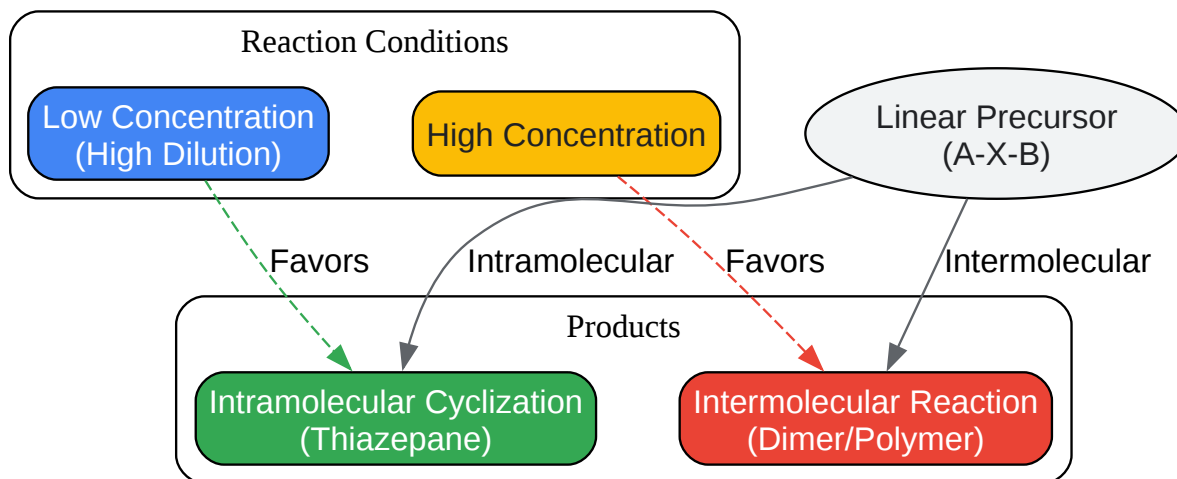 Reaction Conditions
Low Concentration
(High Dilution)
High Concentration
Linear Precursor
(A-X-B)
Favors
Intramolecular
Favors
Intermolecular
Products
Intramolecular Cyclization
(Thiazepane)
Intermolecular Reaction
(Dimer/Polymer)